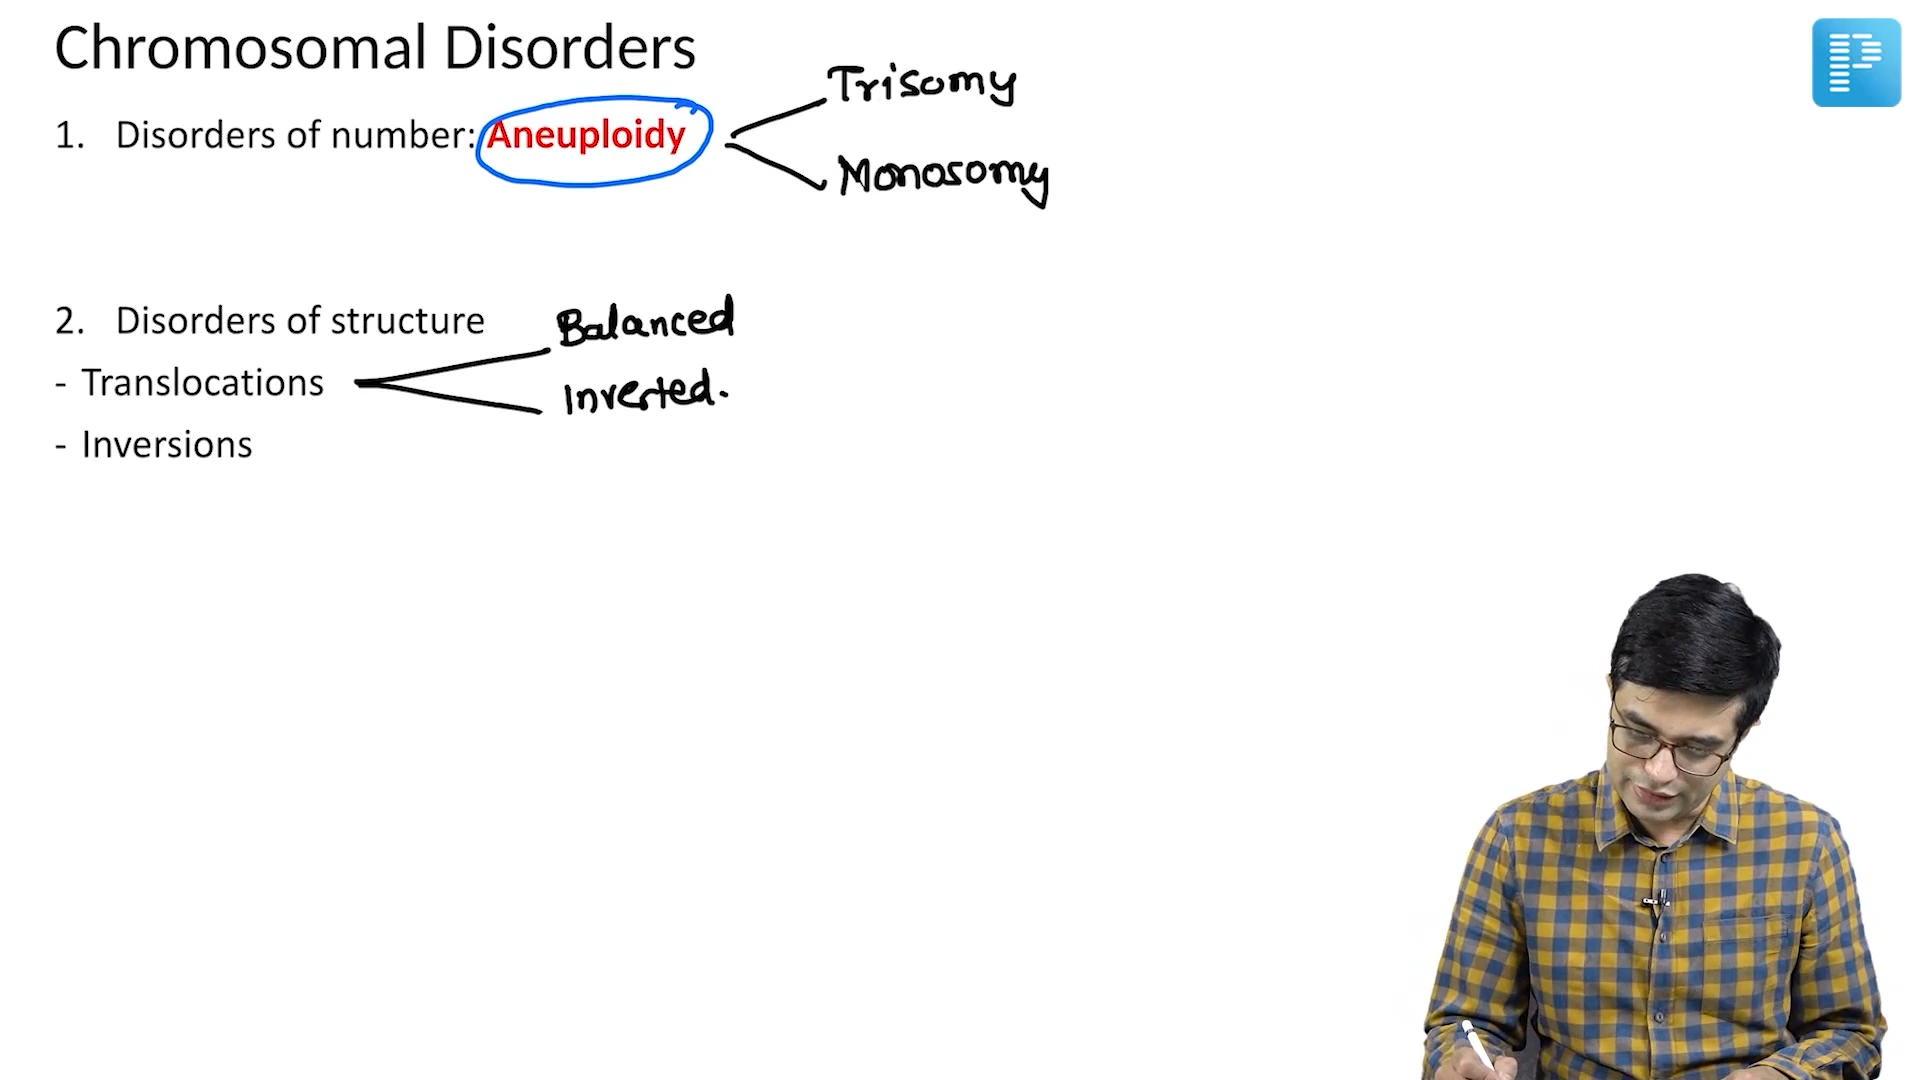 Chromosomal Disorders
Trisomy
1. Disorders of number: Aneuploidy
Monosomy
2. Disorders of structure
Balanced
- Translocations
Inverted.
- Inversions